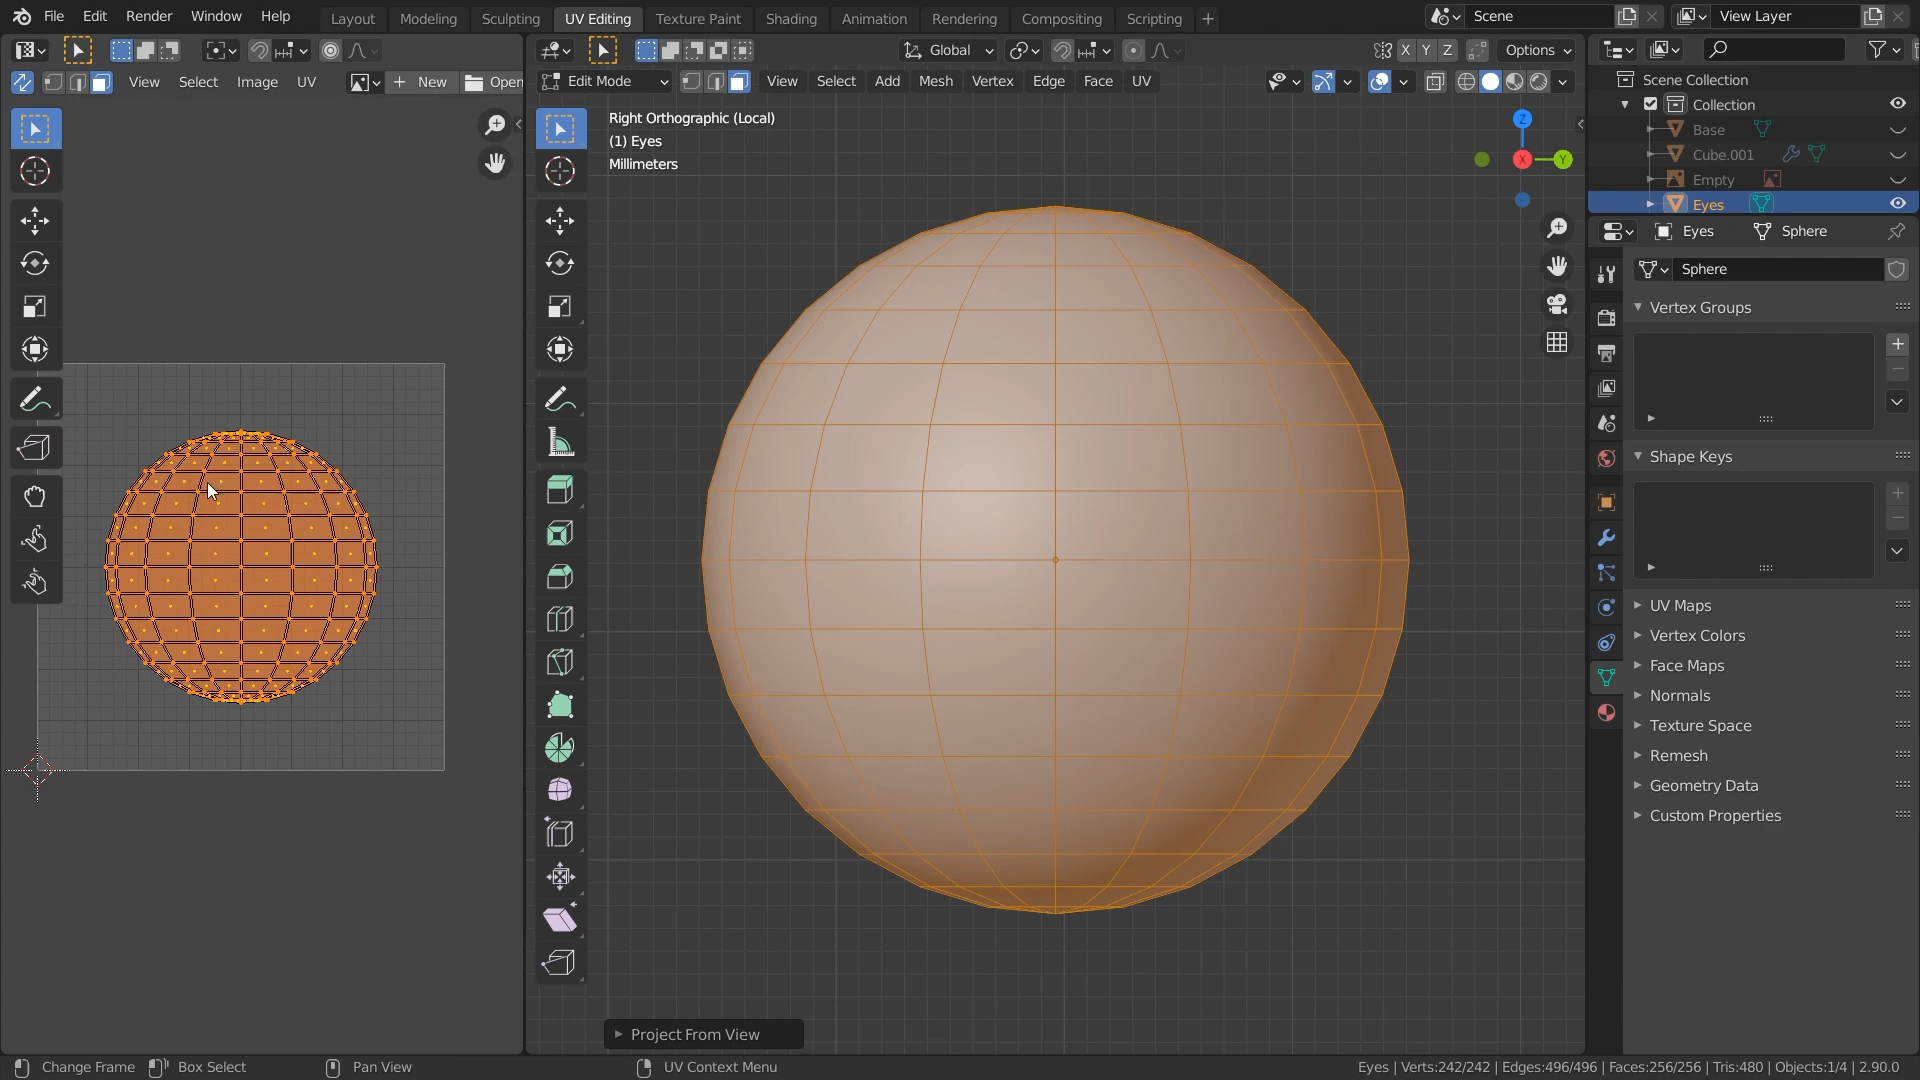 File Edit Render Window Help Layout Modeling Sculpting UV Editing Texture Paint Shading Animation Rendering Compositing Scripting + Scene View Layer
Global X Y Z Options
View Select Image UV New Open Edit Mode View Select Add Mesh Vertex Edge Face UV
Scene Collection
Collection
Base
Cube.001
Empty
Eyes
Right Orthographic (Local)
(1) Eyes
Millimeters
Z
X
Y
Eyes Sphere
Sphere
Vertex Groups
Shape Keys
UV Maps
Vertex Colors
Face Maps
Normals
Texture Space
Remesh
Geometry Data
Custom Properties
Project From View
Change Frame Box Select Pan View UV Context Menu Eyes | Verts:242/242 | Edges:496/496 | Faces:256/256 | Tris:480 | Objects:1/4 | 2.90.0